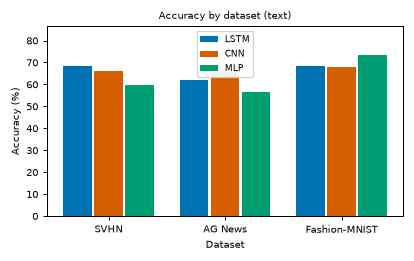 Accuracy by dataset (text)
LSTM
CNN
MLP
Accuracy (%)
80
70
60
50
40
30
20
10
0
SVHN
AG News
Fashion-MNIST
Dataset